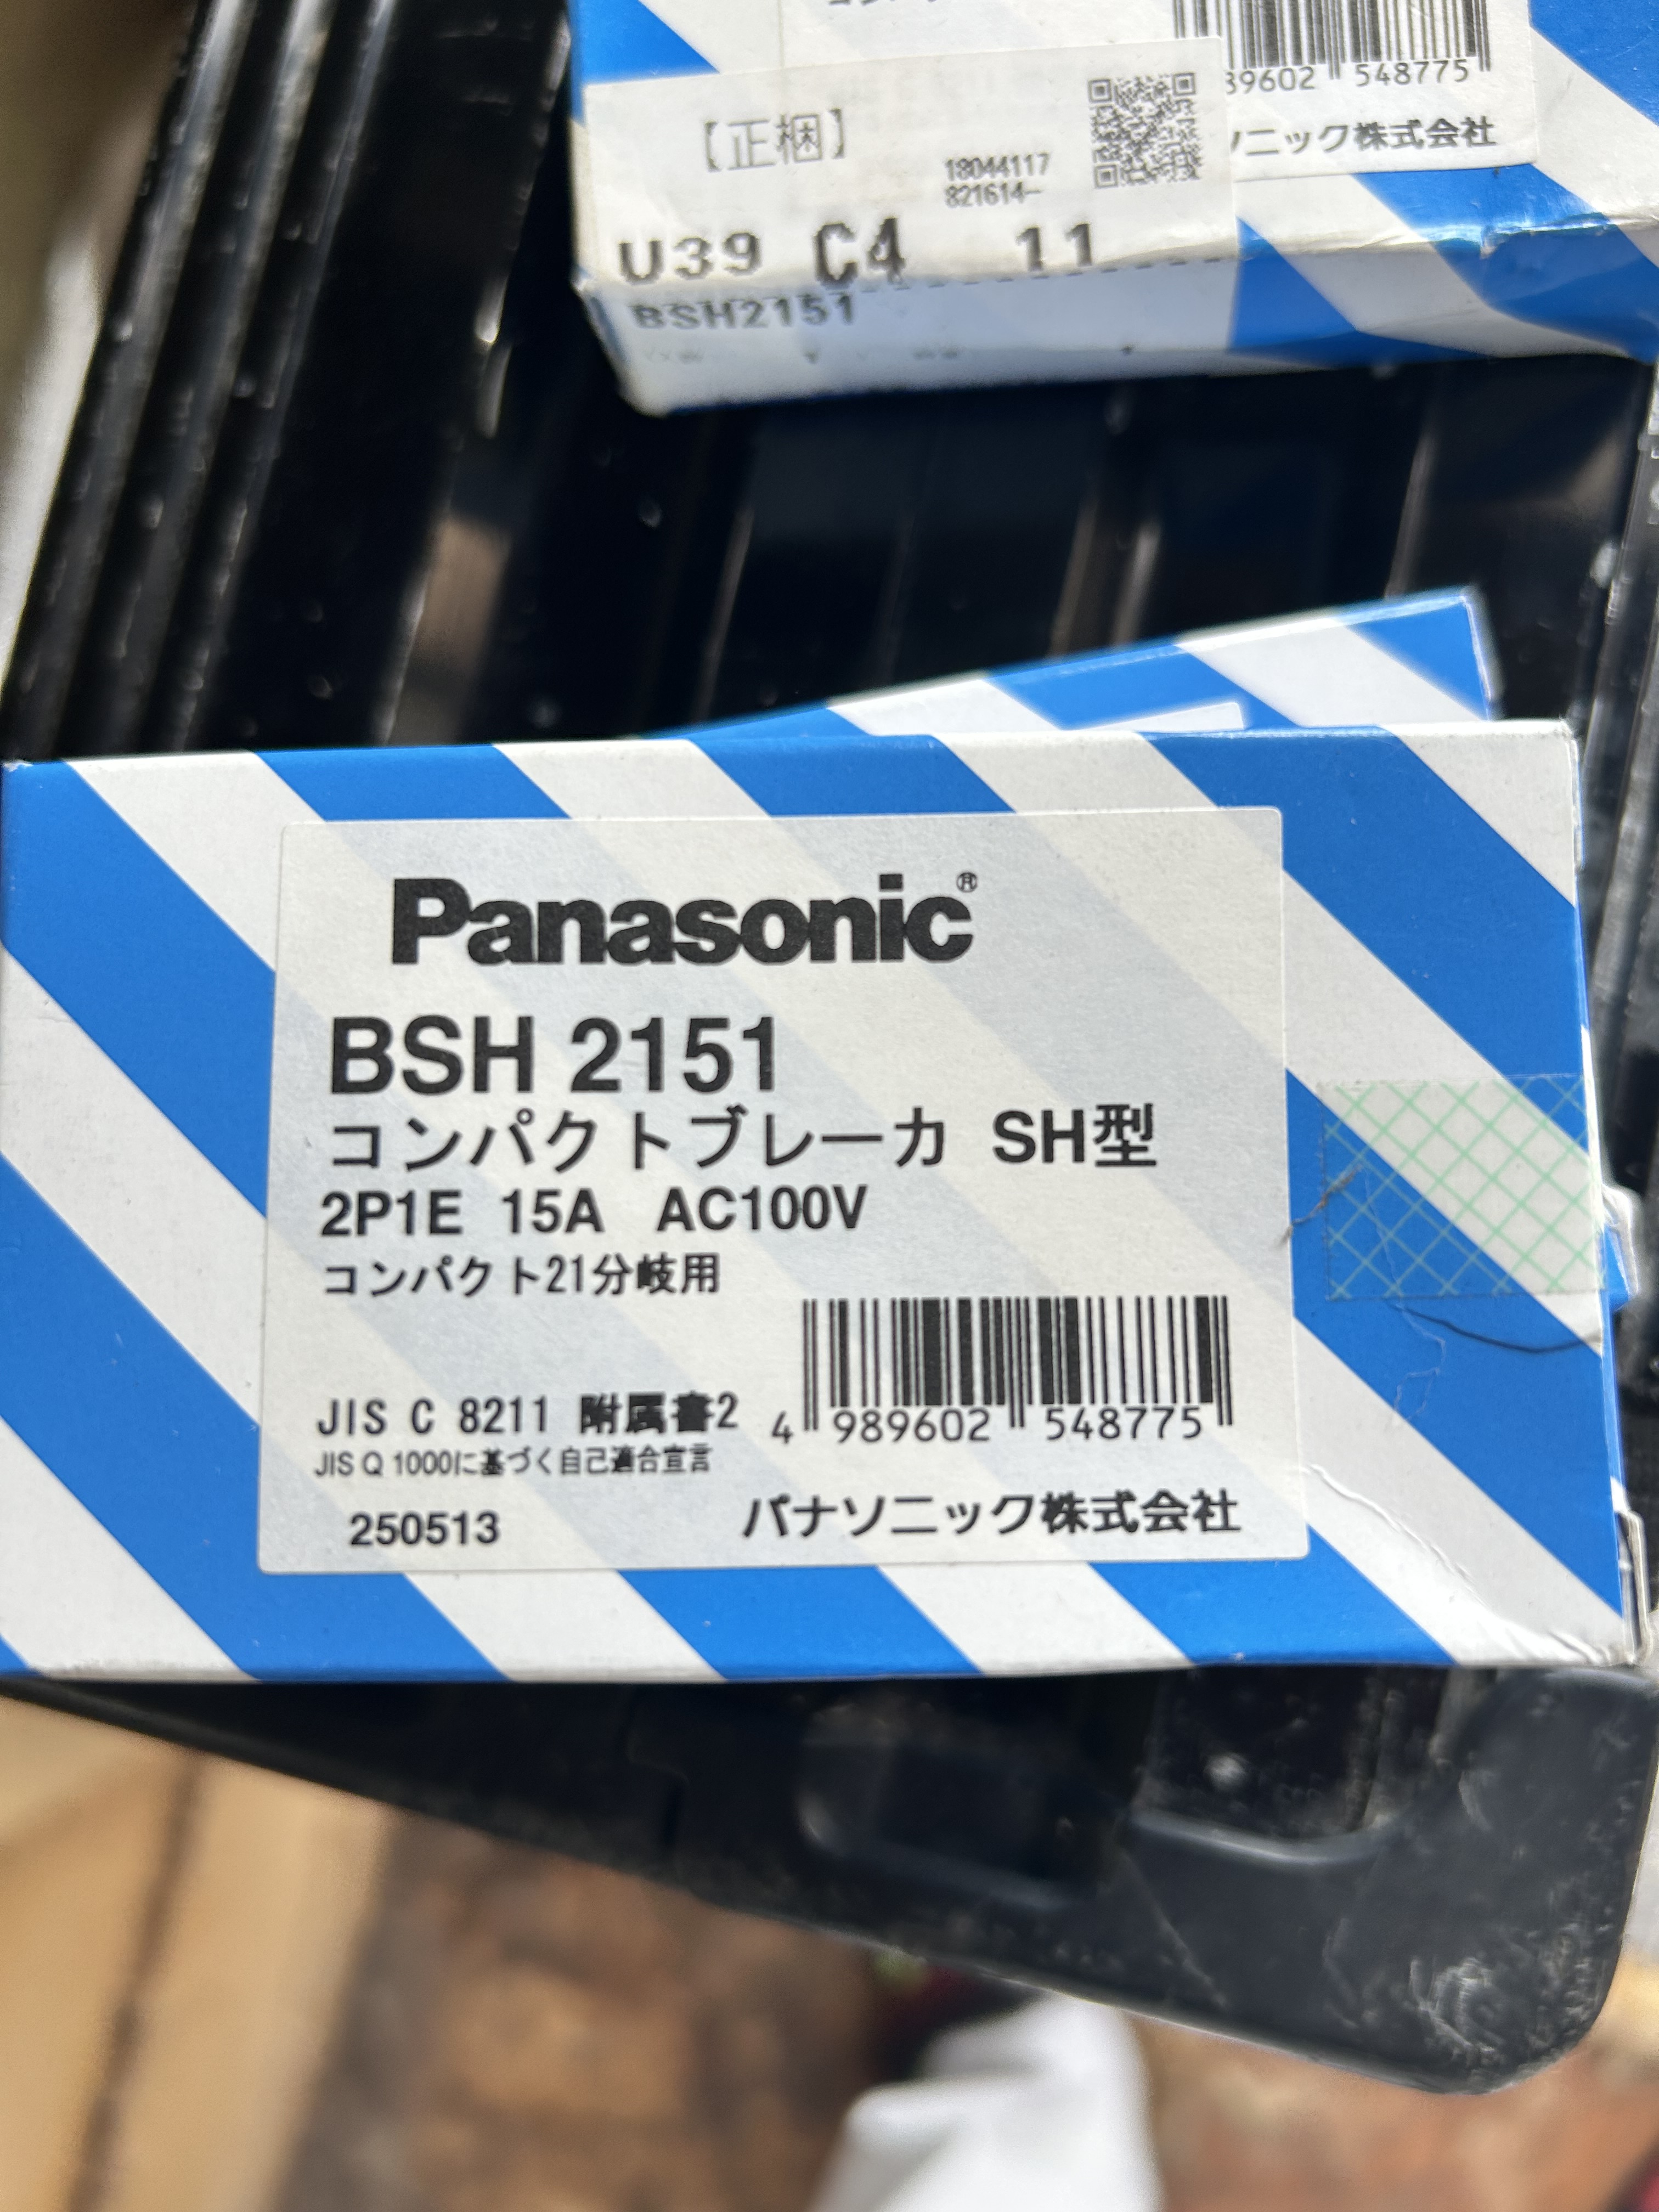 39602 548775
【正梱】
18044117
821614-
ソニック株式会社
U39 C4 11
BSH2151
Panasonic®
BSH 2151
コンパクトブレーカ SH型
2P1E 15A AC100V
コンパクト21分岐用
JIS C 8211 附属書2
4 989602 548775
JIS Q 1000に基づく自己適合宣言
250513
パナソニック株式会社